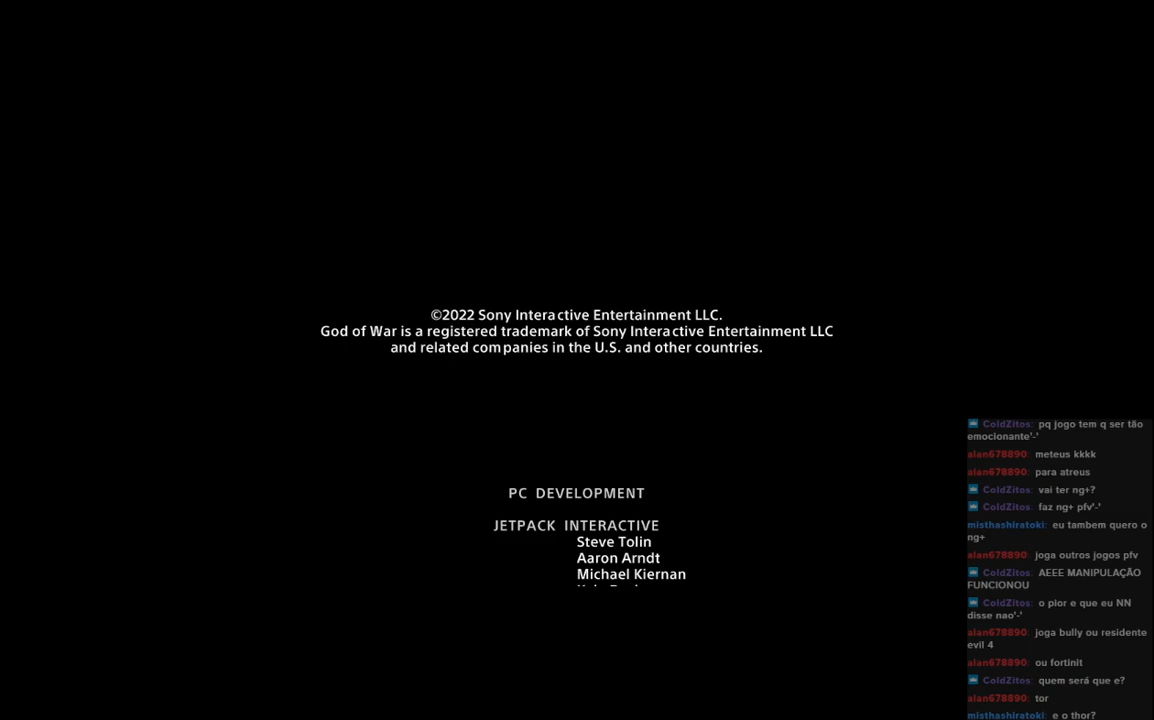 ©2022 Sony Interactive Entertainment LLC.
God of War is a registered trademark of Sony Interactive Entertainment LLC
and related companies in the U.S. and other countries.
PC DEVELOPMENT
JETPACK INTERACTIVE
Steve Tolin
Aaron Arndt
Michael Kiernan
ColdZitos: pq jogo tem q ser tão
emocionante'-'
alan678890: meteus kkkk
alan678890: para atreus
ColdZitos: vai ter ng+?
ColdZitos: faz ng+ pfv'-'
misthashiratoki: eu tambem quero o
ng+
alan678890: joga outros jogos pfv
ColdZitos: AEEE MANIPULAÇÃO
FUNCIONOU
ColdZitos: o pior e que eu NN
disse nao'-'
alan678890: joga bully ou residente
evil 4
alan678890: ou fortinit
ColdZitos: quem será que e?
alan678890: tor
misthashiratoki: e o thor?